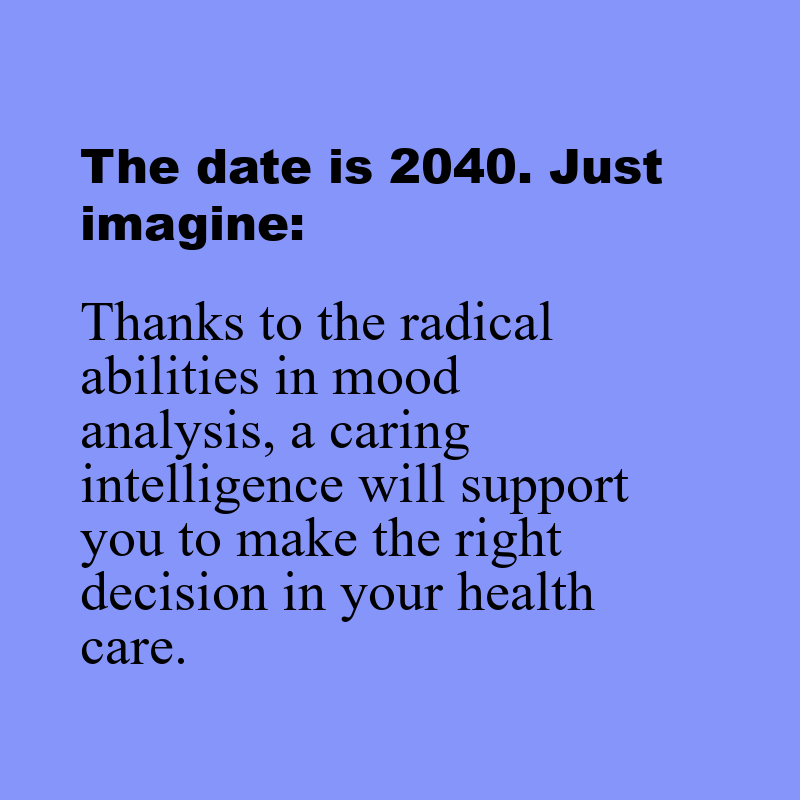 The date is 2040. Just
imagine:
Thanks to the radical
abilities in mood
analysis, a caring
intelligence will support
you to make the right
decision in your health
care.